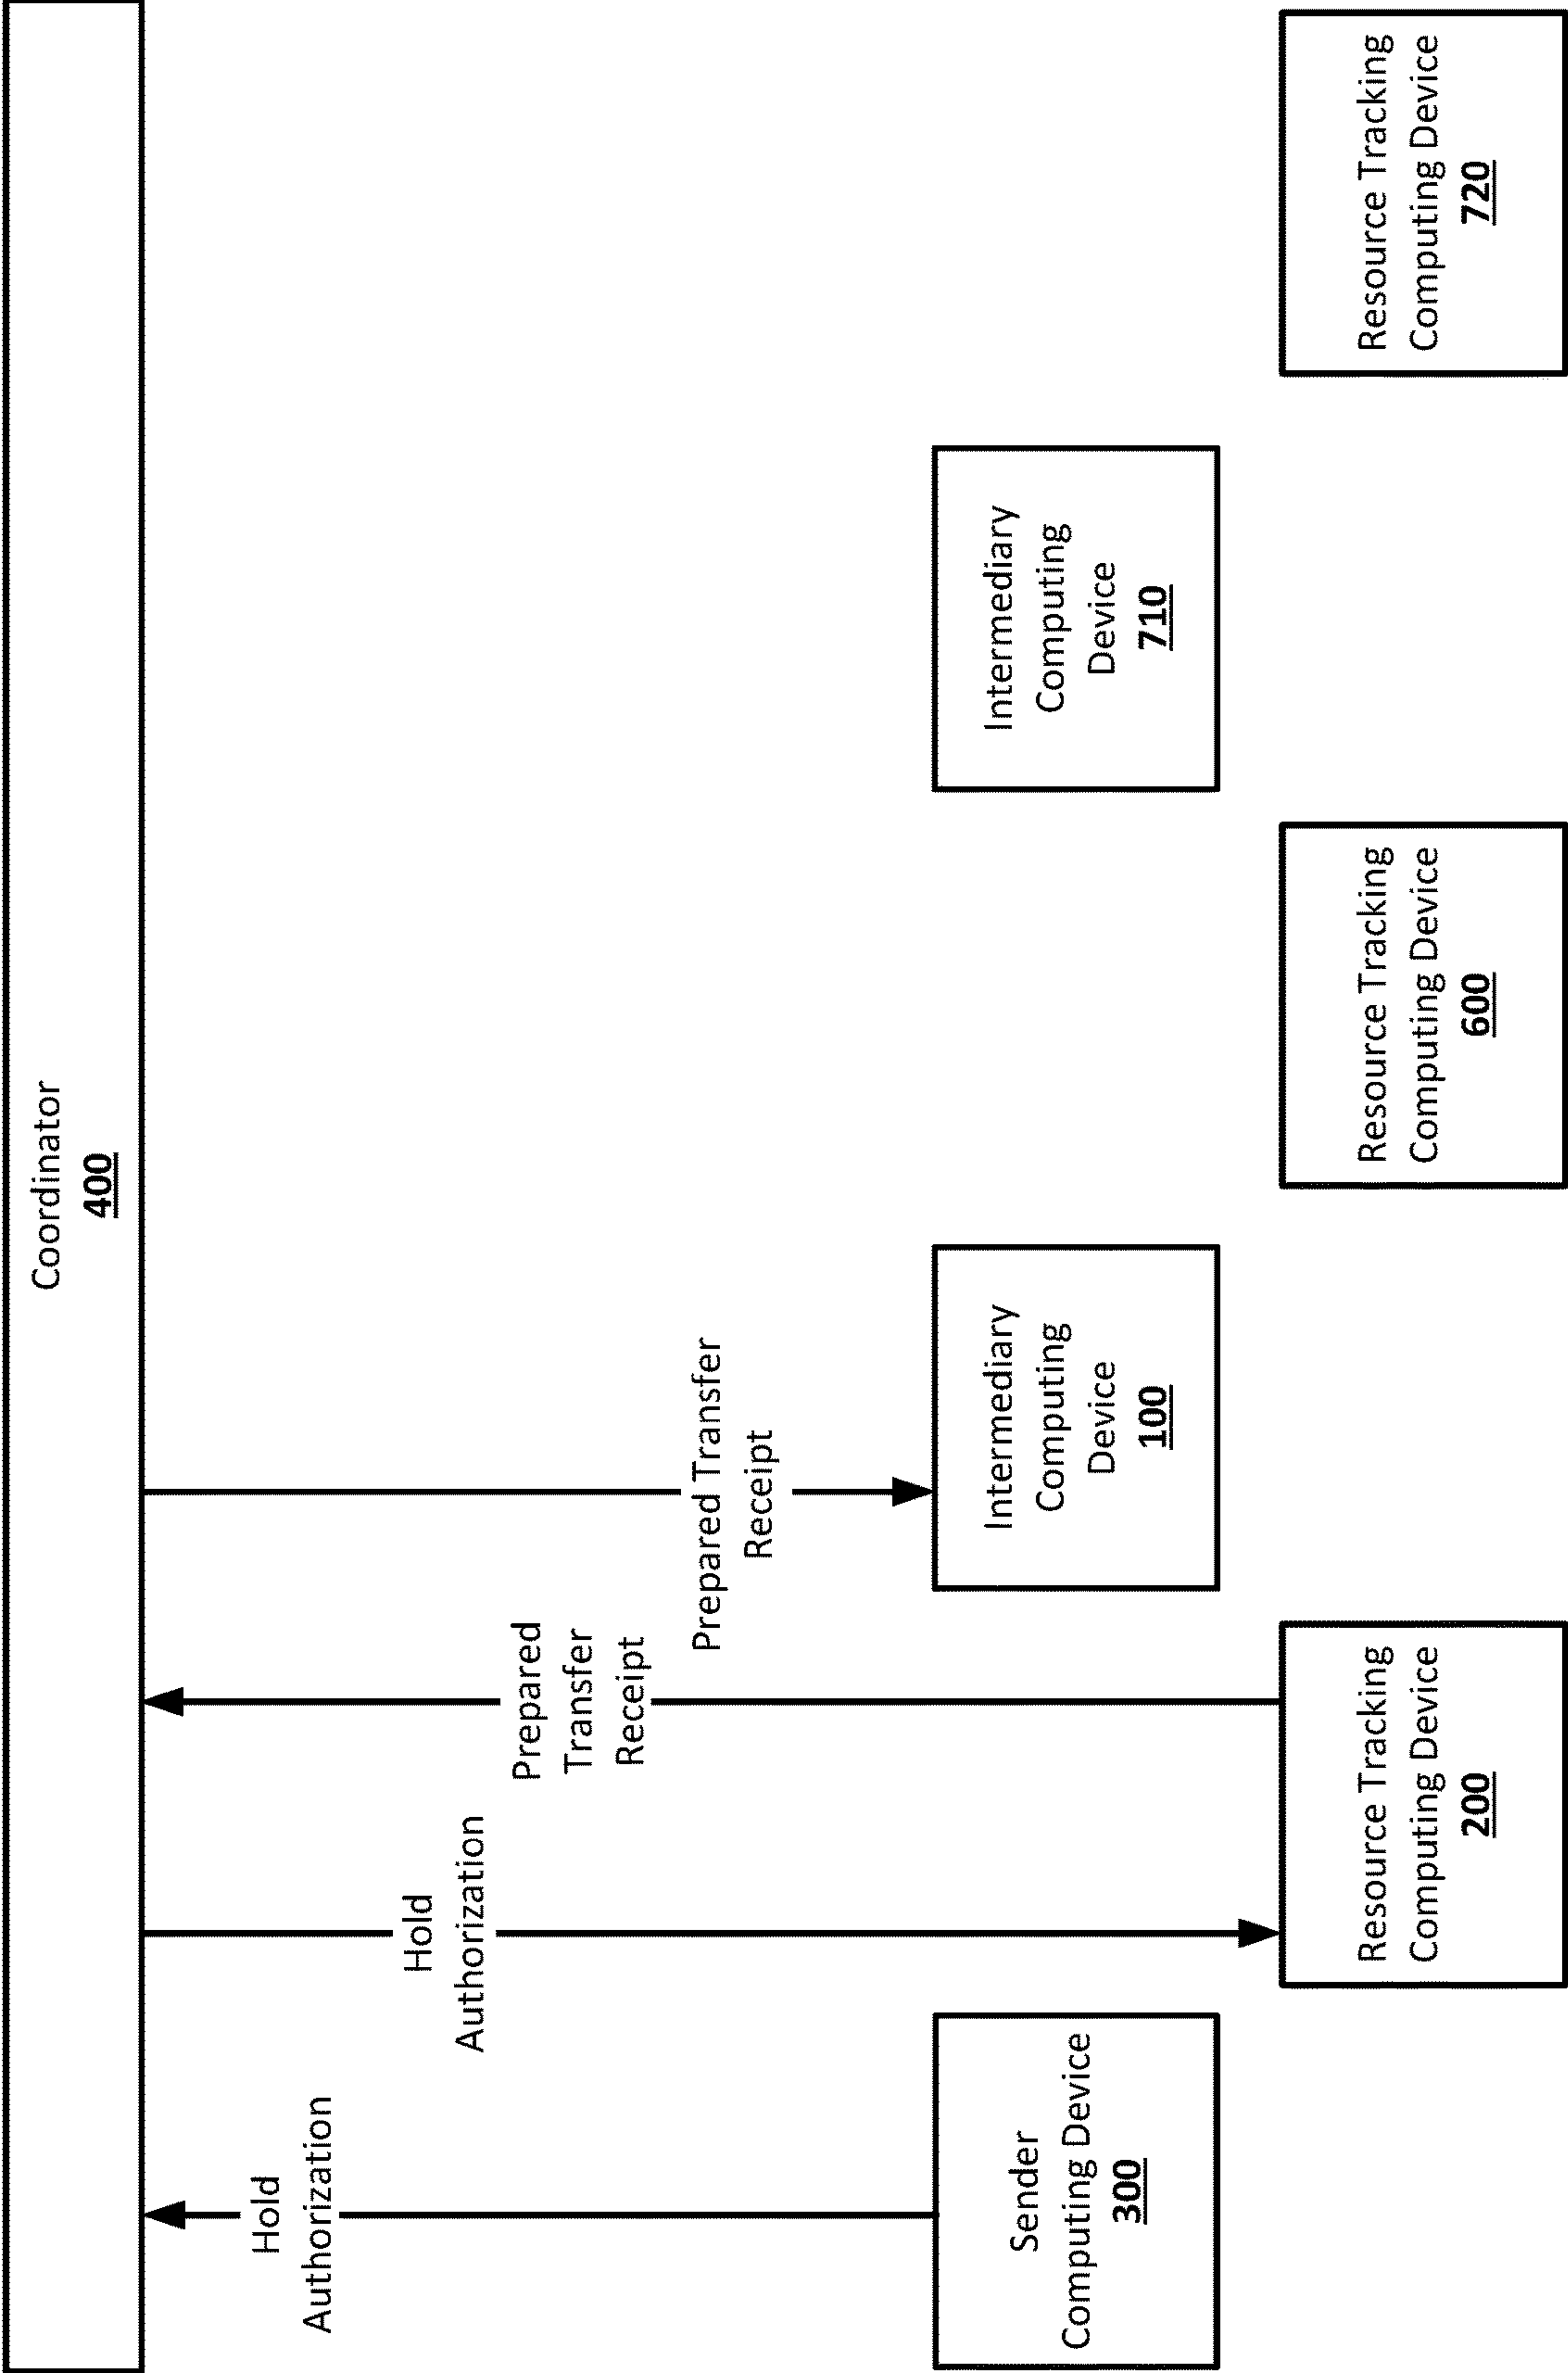 Coordinator
400
Hold
Authorization
Hold
Authorization
Prepared
Transfer
Receipt
Prepared Transfer
Receipt
Sender
Computing Device
300
Intermediary
Computing
Device
100
Intermediary
Computing
Device
710
Resource Tracking
Computing Device
200
Resource Tracking
Computing Device
600
Resource Tracking
Computing Device
720